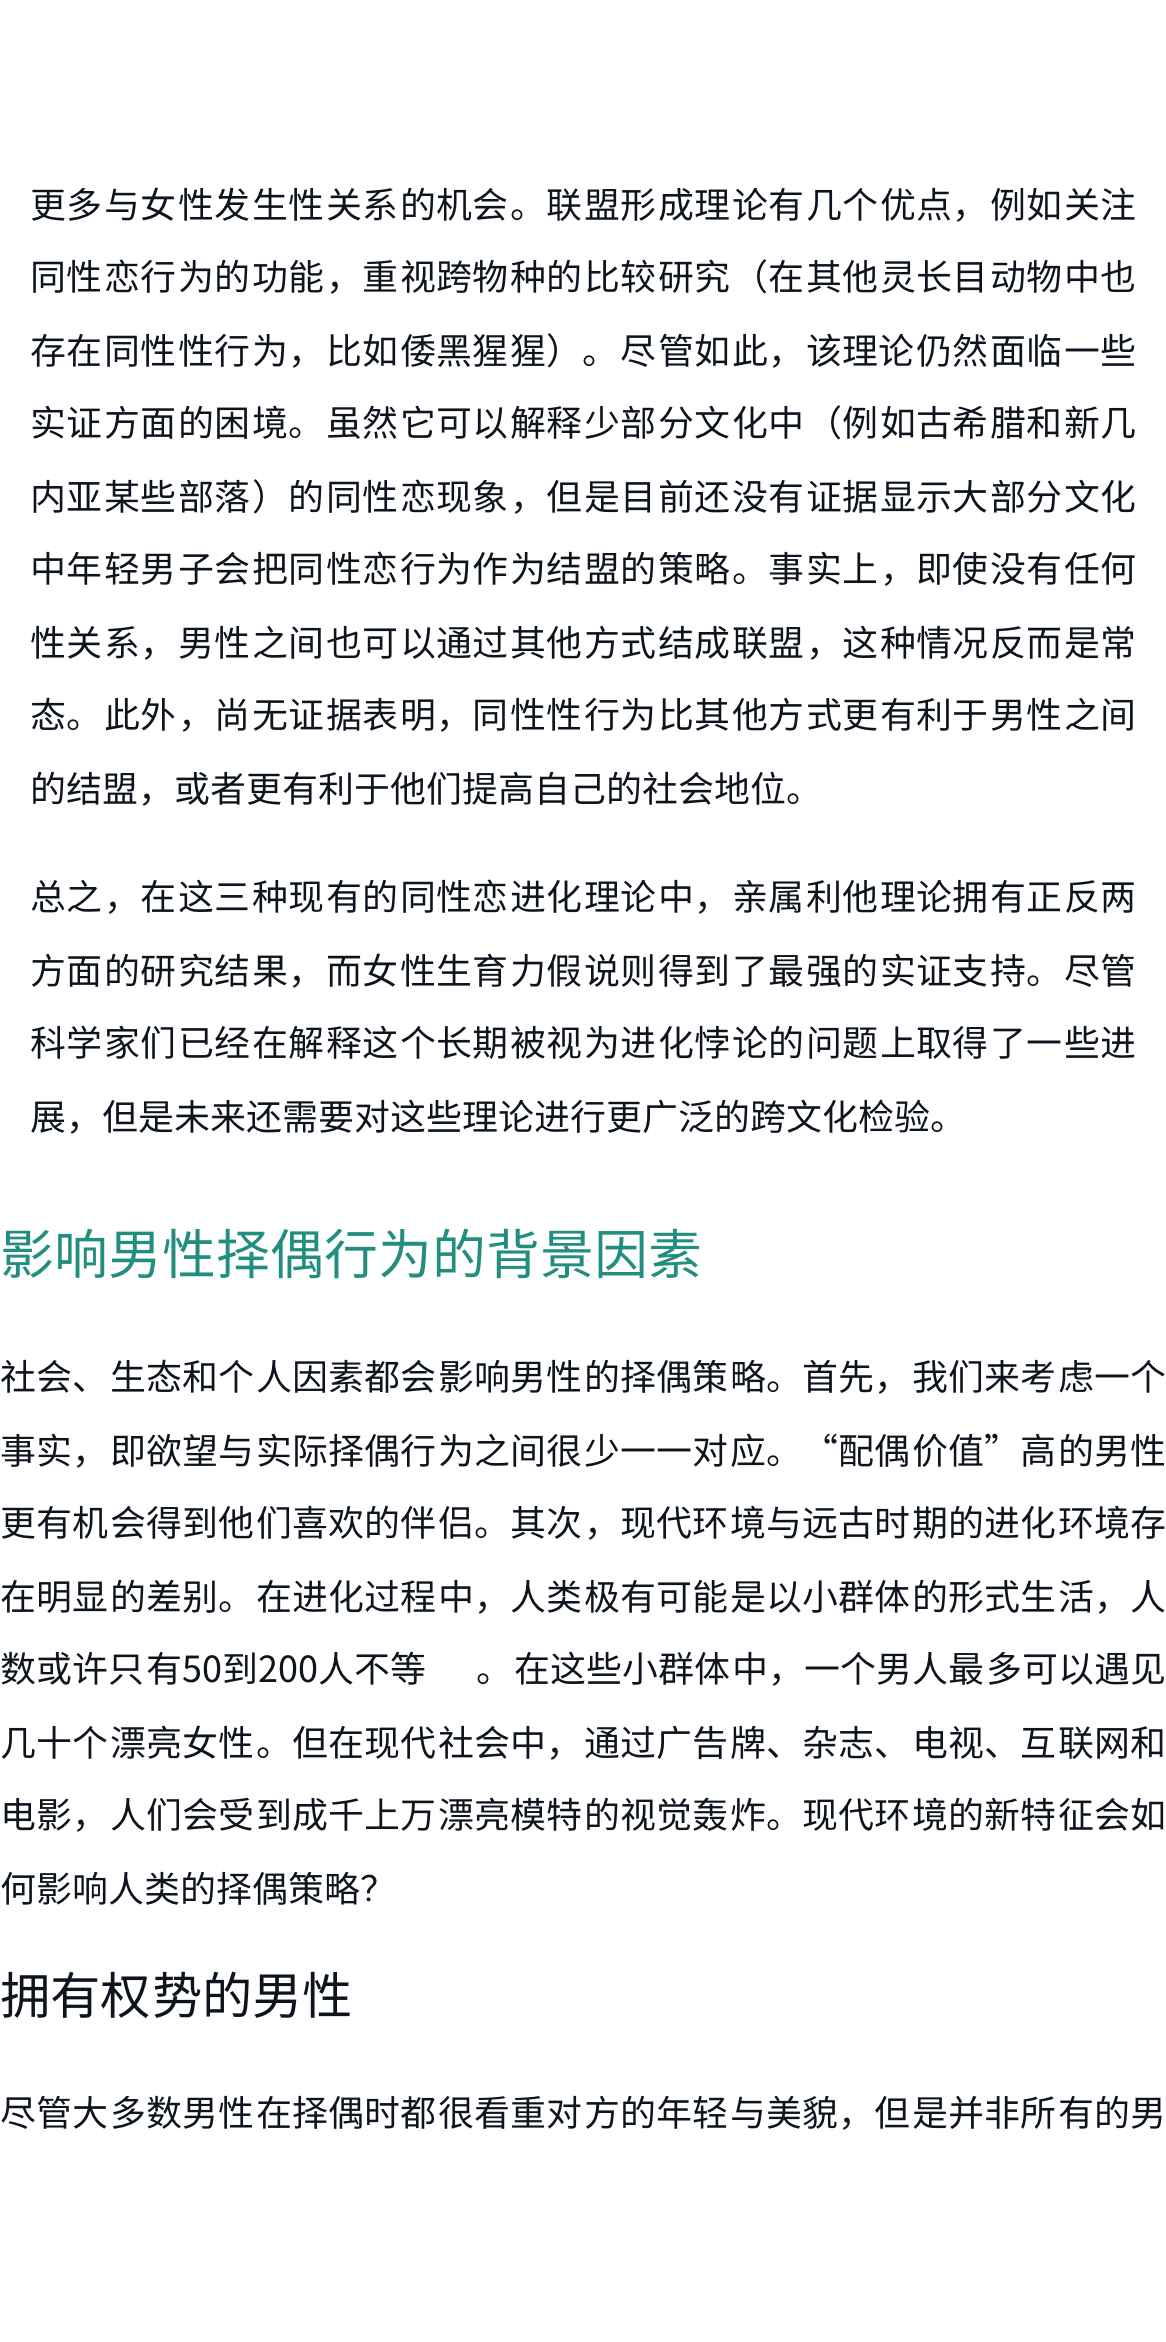 更多与女性发生性关系的机会。联盟形成理论有几个优点，例如关注
同性恋行为的功能，重视跨物种的比较研究（在其他灵长目动物中也
存在同性性行为，比如倭黑猩猩）。尽管如此，该理论仍然面临一些
实证方面的困境。虽然它可以解释少部分文化中（例如古希腊和新几
内亚某些部落）的同性恋现象，但是目前还没有证据显示大部分文化
中年轻男子会把同性恋行为作为结盟的策略。事实上，即使没有任何
性关系，男性之间也可以通过其他方式结成联盟，这种情况反而是常
态。此外，尚无证据表明，同性性行为比其他方式更有利于男性之间
的结盟，或者更有利于他们提高自己的社会地位。
总之，在这三种现有的同性恋进化理论中，亲属利他理论拥有正反两
方面的研究结果，而女性生育力假说则得到了最强的实证支持。尽管
科学家们已经在解释这个长期被视为进化悖论的问题上取得了一些进
展，但是未来还需要对这些理论进行更广泛的跨文化检验。
影响男性择偶行为的背景因素
社会、生态和个人因素都会影响男性的择偶策略。首先，我们来考虑一个
事实，即欲望与实际择偶行为之间很少一一对应。“配偶价值”高的男性
更有机会得到他们喜欢的伴侣。其次，现代环境与远古时期的进化环境存
在明显的差别。在进化过程中，人类极有可能是以小群体的形式生活，人
数或许只有50到200人不等 。在这些小群体中，一个男人最多可以遇见
几十个漂亮女性。但在现代社会中，通过广告牌、杂志、电视、互联网和
电影，人们会受到成千上万漂亮模特的视觉轰炸。现代环境的新特征会如
何影响人类的择偶策略？
拥有权势的男性
尽管大多数男性在择偶时都很看重对方的年轻与美貌，但是并非所有的男